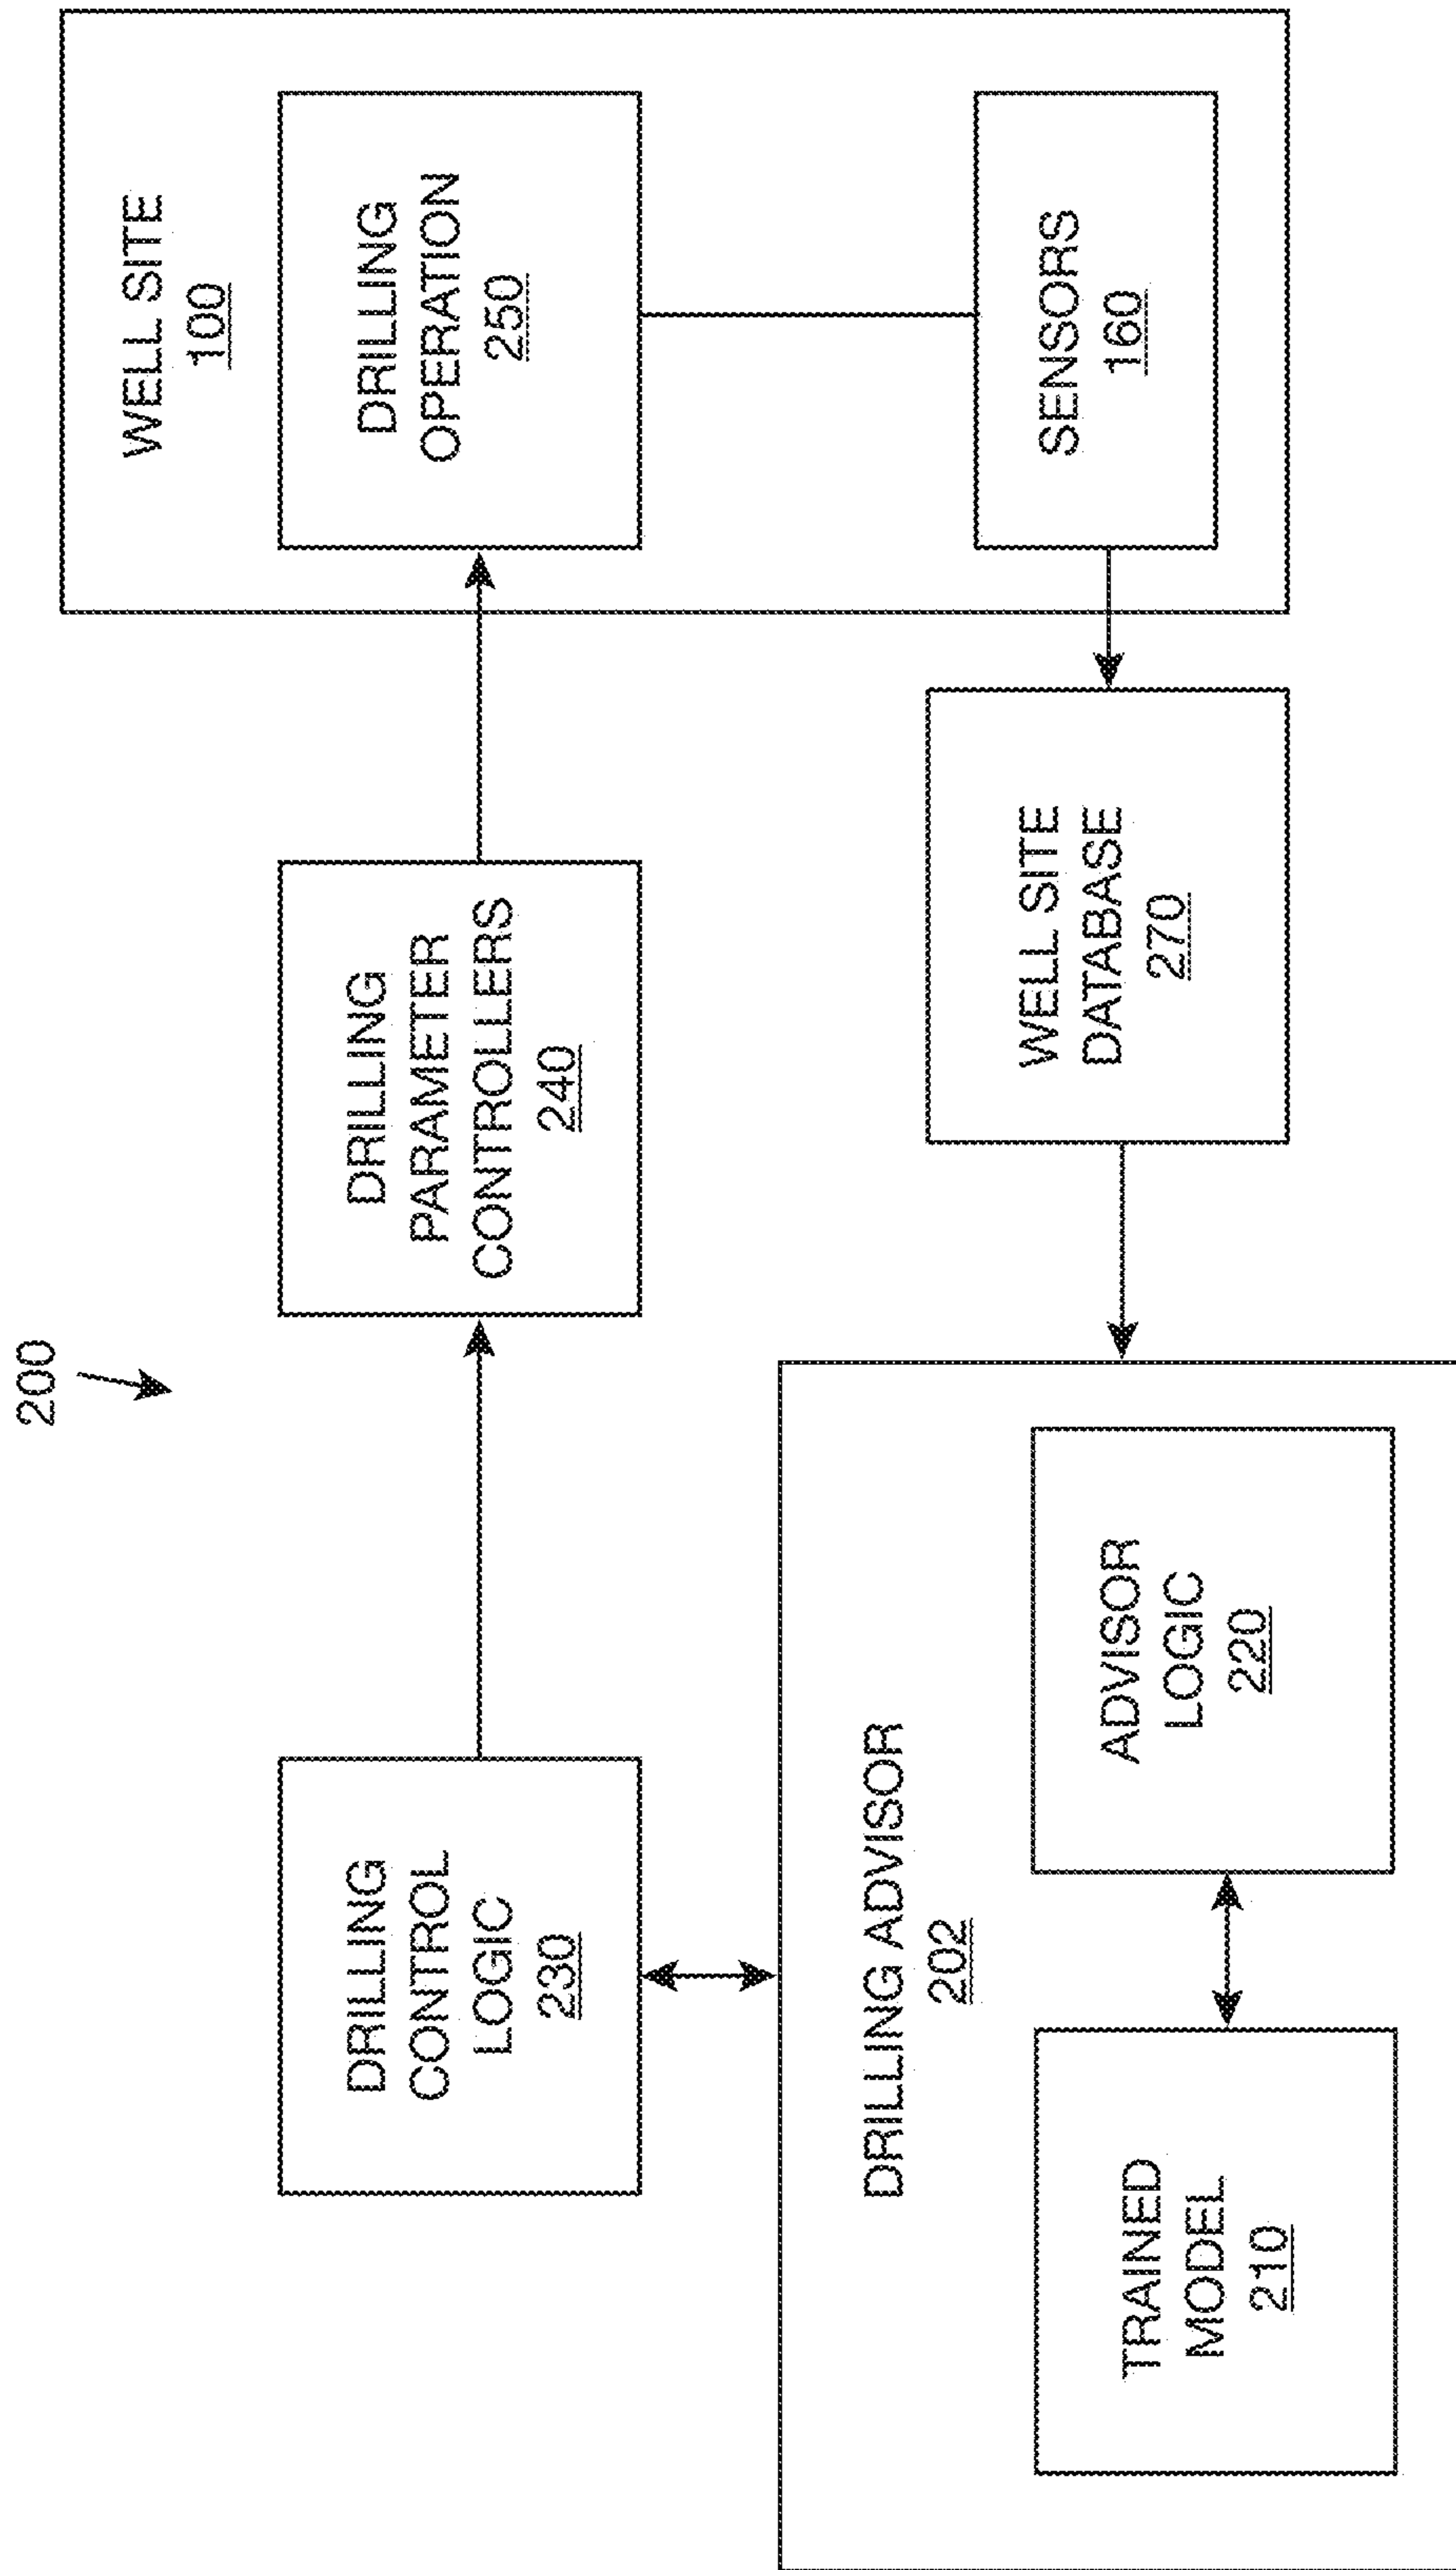 200
DRILLING
CONTROL
LOGIC
230
DRILLING
PARAMETER
CONTROLLERS
240
WELL SITE
100
DRILLING
OPERATION
250
SENSORS
160
WELL SITE
DATABASE
270
DRILLING ADVISOR
202
TRAINED
MODEL
210
ADVISOR
LOGIC
220